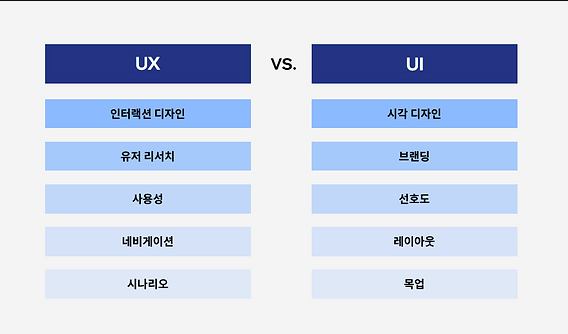 UX
VS.
UI
인터랙션 디자인
시각 디자인
유저 리서치
브랜딩
사용성
선호도
네비게이션
레이아웃
시나리오
목업